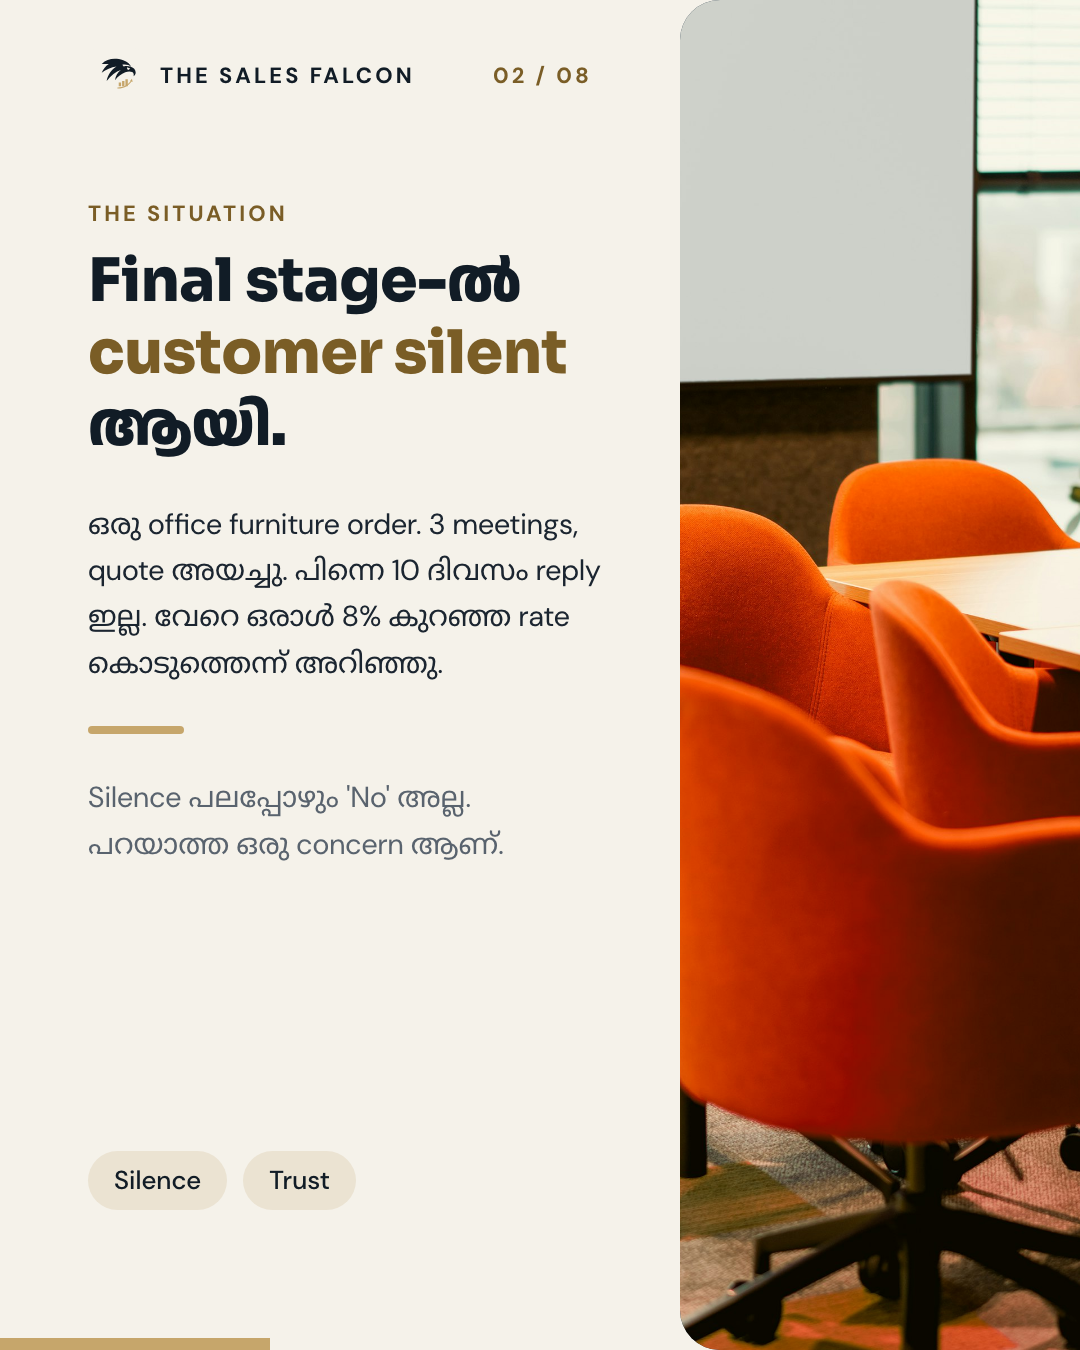 THE SALES FALCON
02 / 08
THE SITUATION
Final stage-ൽ
customer silent
ആയി.
ഒരു office furniture order. 3 meetings,
quote അയച്ചു. പിന്നെ 10 ദിവസം reply
ഇല്ല. വേറെ ഒരാൾ 8% കുറഞ്ഞ rate
കൊടുത്തെന്ന് അറിഞ്ഞു.
Silence പലപ്പോഴും 'No' അല്ല.
പറയാത്ത ഒരു concern ആണ്.
Silence
Trust